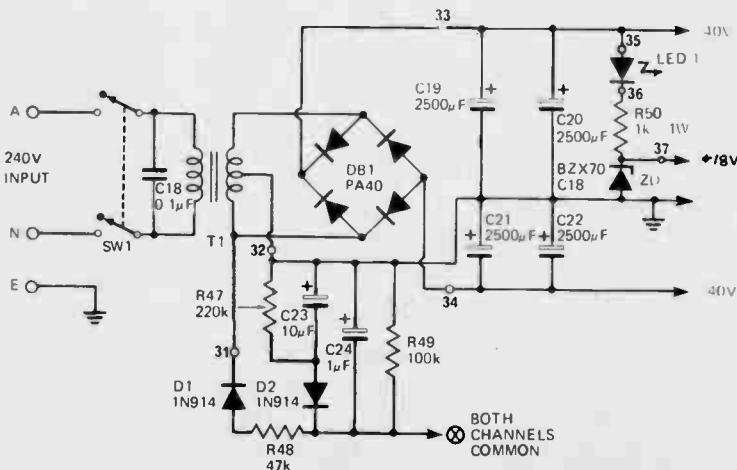 33
40V
35
LED 1
C19
2500μF
C20
2500μF
36
R50
1k 1W
37
+18V
BZX70
C18
ZD
A
240V
INPUT
C18
0.1μF
N
SW1
T1
E
DB1
PA40
C21
2500μF
C22
2500μF
32
34
40V
R47
220k
C23
10μF
C24
1μF
R49
100k
31
D1
1N914
D2
1N914
R48
47k
BOTH
CHANNELS
COMMON